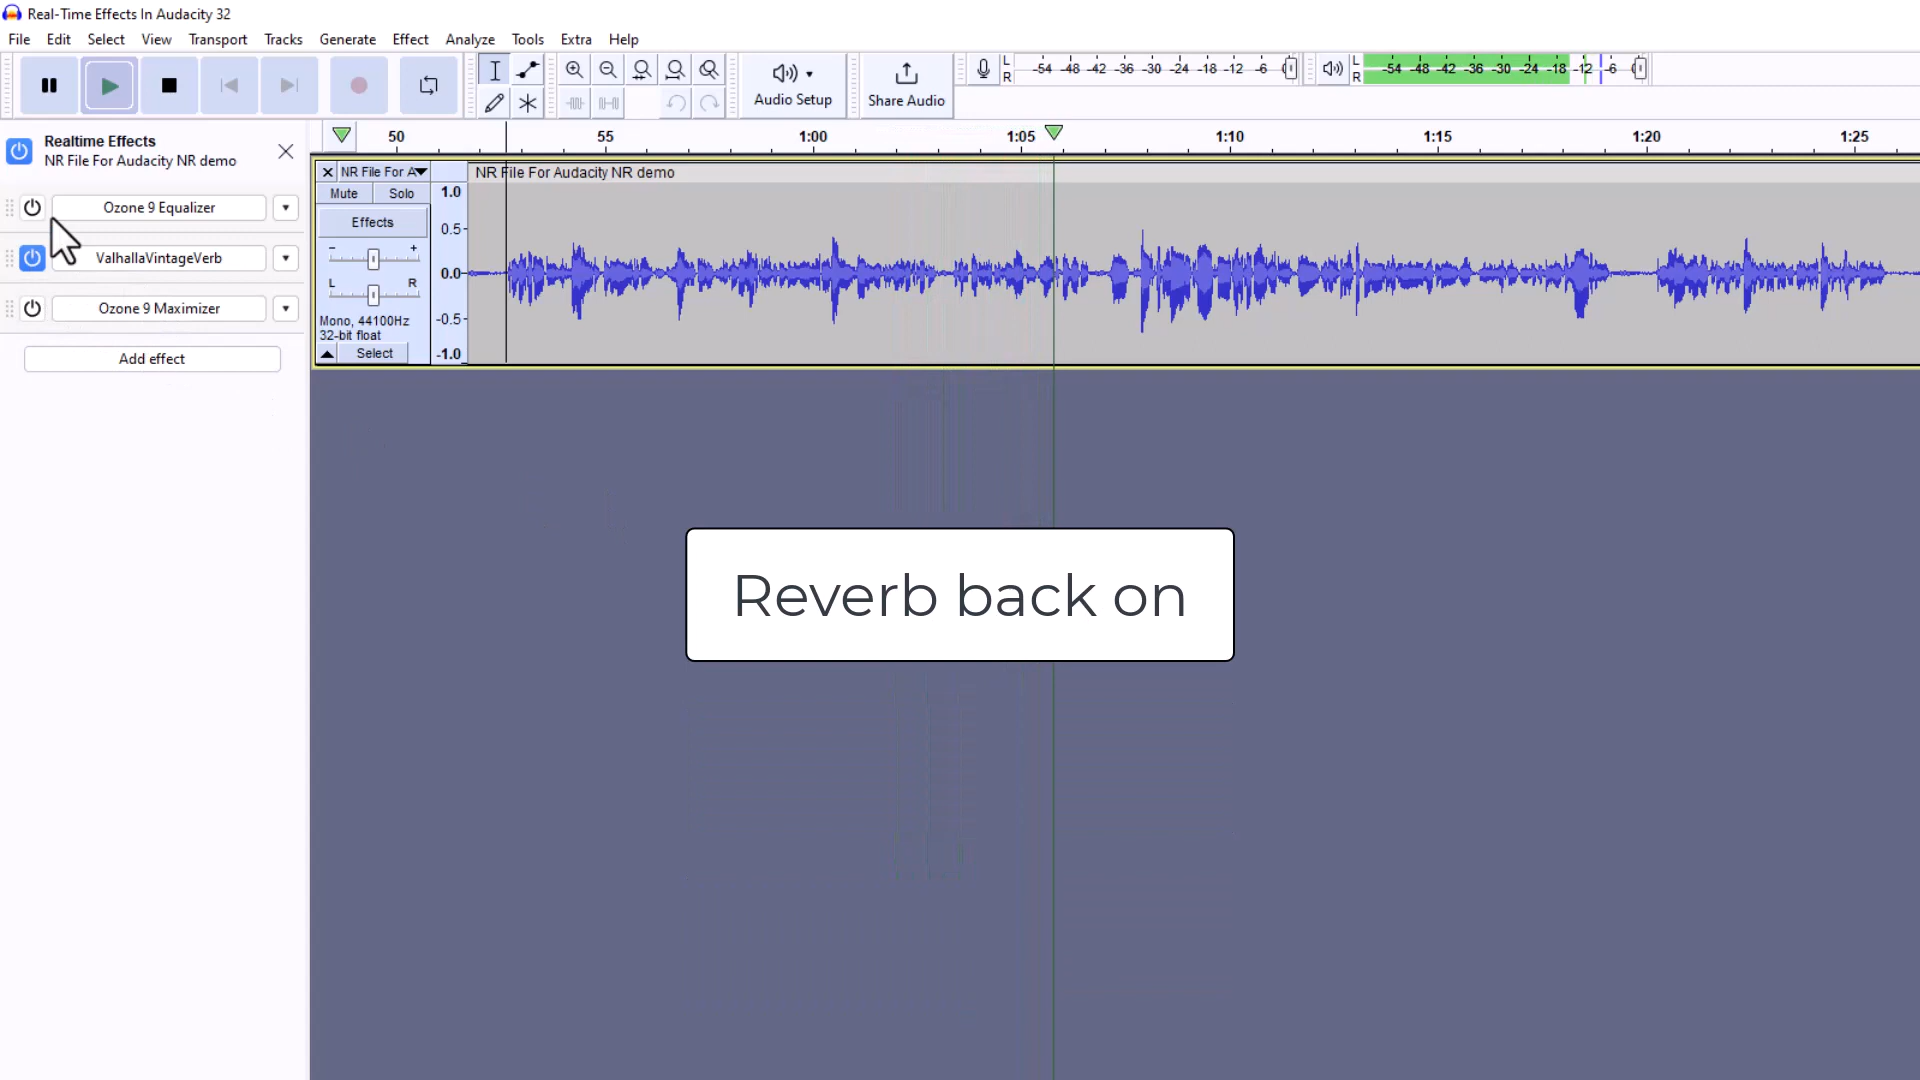 Real-Time Effects In Audacity 32
File Edit Select View Transport Tracks Generate Effect Analyze Tools Extra Help
L
R
-54 -48 -42 -36 -30 -24 -18 -12 -6 0
L
R
-54 -48 -42 -36 -30 -24 -18 -12 -6 0
Audio Setup
Share Audio
Realtime Effects
NR File For Audacity NR demo
50 55 1:00 1:05 1:10 1:15 1:20 1:25
Ozone 9 Equalizer
ValhallaVintageVerb
Ozone 9 Maximizer
Add effect
NR File For A
Mute Solo
Effects
- +
L R
Mono, 44100Hz
32-bit float
Select
1.0
0.5-
0.0-
-0.5-
-1.0
NR File For Audacity NR demo
Reverb back on